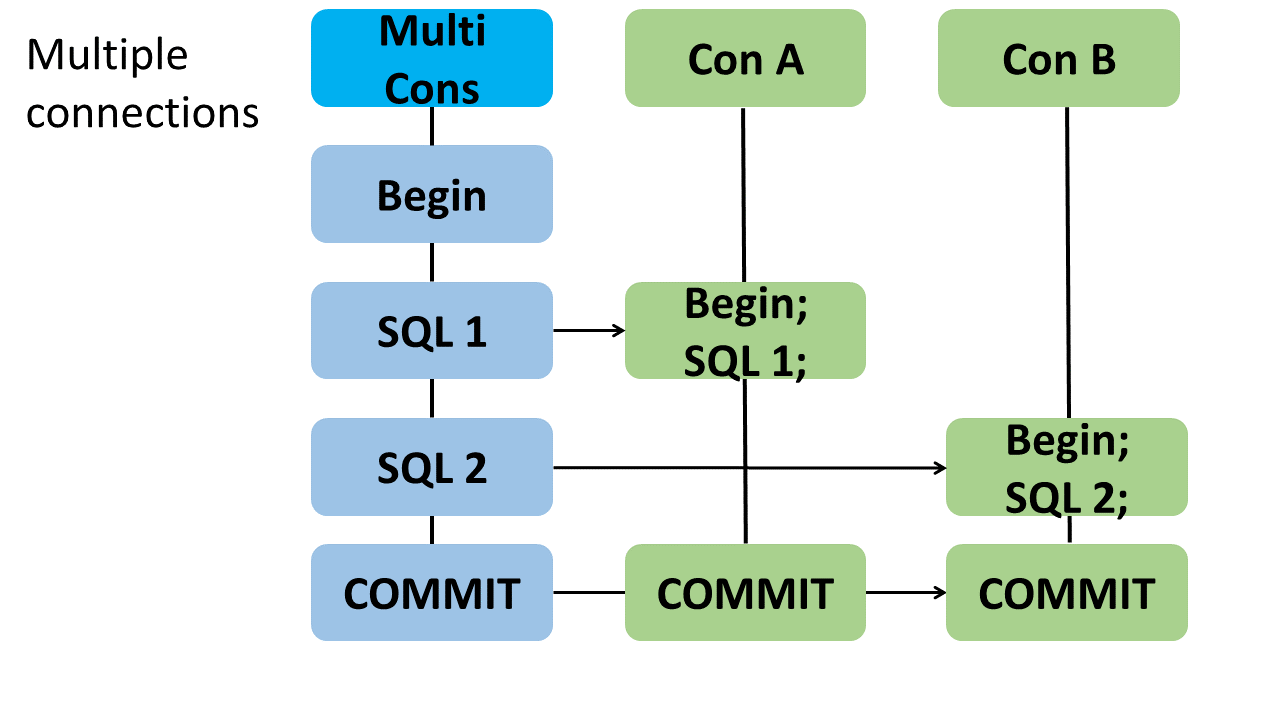 Multiple
connections
Multi
Cons
Con A
Con B
Begin
SQL 1
Begin;
SQL 1;
SQL 2
Begin;
SQL 2;
COMMIT
COMMIT
COMMIT